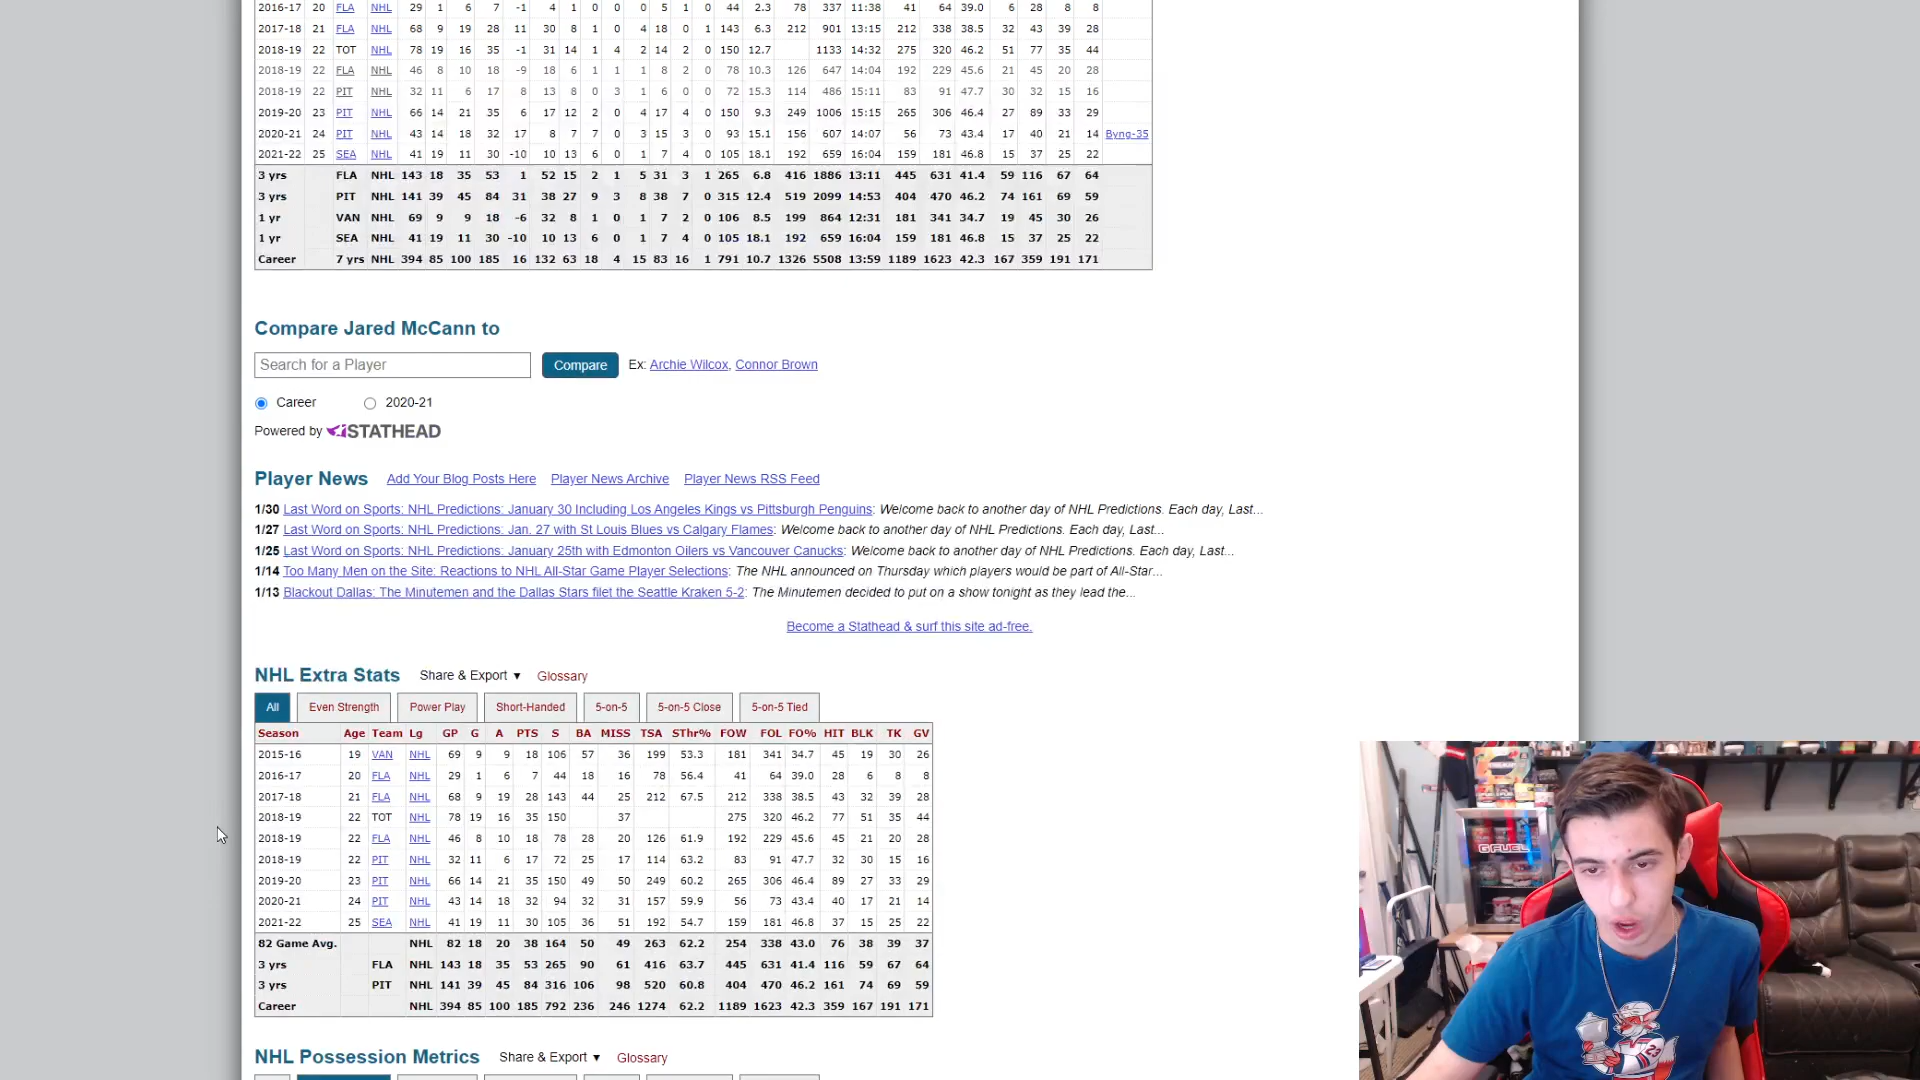 2016-17 20 FLA NHL 29 1 6 7 -1 4 1 0 0 0 5 1 0 44 2.3 78 337 11:38 41 64 39.0 6 28 8 8
2017-18 21 FLA NHL 68 9 19 28 11 30 8 1 0 4 18 0 1 143 6.3 212 901 13:15 212 338 38.5 32 43 39 28
2018-19 22 TOT NHL 78 19 16 35 -1 31 14 1 4 2 14 2 0 150 12.7 1133 14:32 275 320 46.2 51 77 35 44
2018-19 22 FLA NHL 46 8 10 18 -9 18 6 1 1 1 8 2 0 78 10.3 126 647 14:04 192 229 45.6 21 45 20 28
2018-19 22 PIT NHL 32 11 6 17 8 13 8 0 3 1 6 0 0 72 15.3 114 486 15:11 83 91 47.7 30 32 15 16
2019-20 23 PIT NHL 66 14 21 35 6 17 12 2 0 4 17 4 0 150 9.3 249 1006 15:15 265 306 46.4 27 89 33 29
2020-21 24 PIT NHL 43 14 18 32 17 8 7 7 0 3 15 3 0 93 15.1 156 607 14:07 56 73 43.4 17 40 21 14 Byng-35
2021-22 25 SEA NHL 41 19 11 30 -10 10 13 6 0 1 7 4 0 105 18.1 192 659 16:04 159 181 46.8 15 37 25 22
3 yrs FLA NHL 143 18 35 53 1 52 15 2 1 5 31 3 1 265 6.8 416 1886 13:11 445 631 41.4 59 116 67 64
3 yrs PIT NHL 141 39 45 84 31 38 27 9 3 8 38 7 0 315 12.4 519 2099 14:53 404 470 46.2 74 161 69 59
1 yr VAN NHL 69 9 9 18 -6 32 8 1 0 1 7 2 0 106 8.5 199 864 12:31 181 341 34.7 19 45 30 26
1 yr SEA NHL 41 19 11 30 -10 10 13 6 0 1 7 4 0 105 18.1 192 659 16:04 159 181 46.8 15 37 25 22
Career 7 yrs NHL 394 85 100 185 16 132 63 18 4 15 83 16 1 791 10.7 1326 5508 13:59 1189 1623 42.3 167 359 191 171
Compare Jared McCann to
Search for a Player Compare Ex: Archie Wilcox, Connor Brown
Career 2020-21
Powered by STATHEAD
Player News Add Your Blog Posts Here Player News Archive Player News RSS Feed
1/30 Last Word on Sports: NHL Predictions: January 30 Including Los Angeles Kings vs Pittsburgh Penguins: Welcome back to another day of NHL Predictions. Each day, Last...
1/27 Last Word on Sports: NHL Predictions: Jan. 27 with St Louis Blues vs Calgary Flames: Welcome back to another day of NHL Predictions. Each day, Last...
1/25 Last Word on Sports: NHL Predictions: January 25th with Edmonton Oilers vs Vancouver Canucks: Welcome back to another day of NHL Predictions. Each day, Last...
1/14 Too Many Men on the Site: Reactions to NHL All-Star Game Player Selections: The NHL announced on Thursday which players would be part of All-Star...
1/13 Blackout Dallas: The Minutemen and the Dallas Stars filet the Seattle Kraken 5-2: The Minutemen decided to put on a show tonight as they lead the...
Become a Stathead & surf this site ad-free.
NHL Extra Stats Share & Export ▼ Glossary
All Even Strength Power Play Short-Handed 5-on-5 5-on-5 Close 5-on-5 Tied
Season Age Team Lg GP G A PTS S BA MISS TSA SThr% FOW FOL FO% HIT BLK TK GV
2015-16 19 VAN NHL 69 9 9 18 106 57 36 199 53.3 181 341 34.7 45 19 30 26
2016-17 20 FLA NHL 29 1 6 7 44 18 16 78 56.4 41 64 39.0 28 6 8 8
2017-18 21 FLA NHL 68 9 19 28 143 44 25 212 67.5 212 338 38.5 43 32 39 28
2018-19 22 TOT NHL 78 19 16 35 150 37 275 320 46.2 77 51 35 44
2018-19 22 FLA NHL 46 8 10 18 78 28 20 126 61.9 192 229 45.6 45 21 20 28
2018-19 22 PIT NHL 32 11 6 17 72 25 17 114 63.2 83 91 47.7 32 30 15 16
2019-20 23 PIT NHL 66 14 21 35 150 49 50 249 60.2 265 306 46.4 89 27 33 29
2020-21 24 PIT NHL 43 14 18 32 94 32 31 157 59.9 56 73 43.4 40 17 21 14
2021-22 25 SEA NHL 41 19 11 30 105 36 51 192 54.7 159 181 46.8 37 15 25 22
82 Game Avg. NHL 82 18 20 38 164 50 49 263 62.2 254 338 43.0 76 38 39 37
3 yrs FLA NHL 143 18 35 53 265 90 61 416 63.7 445 631 41.4 116 59 67 64
3 yrs PIT NHL 141 39 45 84 316 106 98 520 60.8 404 470 46.2 161 74 69 59
Career NHL 394 85 100 185 792 236 246 1274 62.2 1189 1623 42.3 359 167 191 171
NHL Possession Metrics Share & Export ▼ Glossary
G FUEL
23